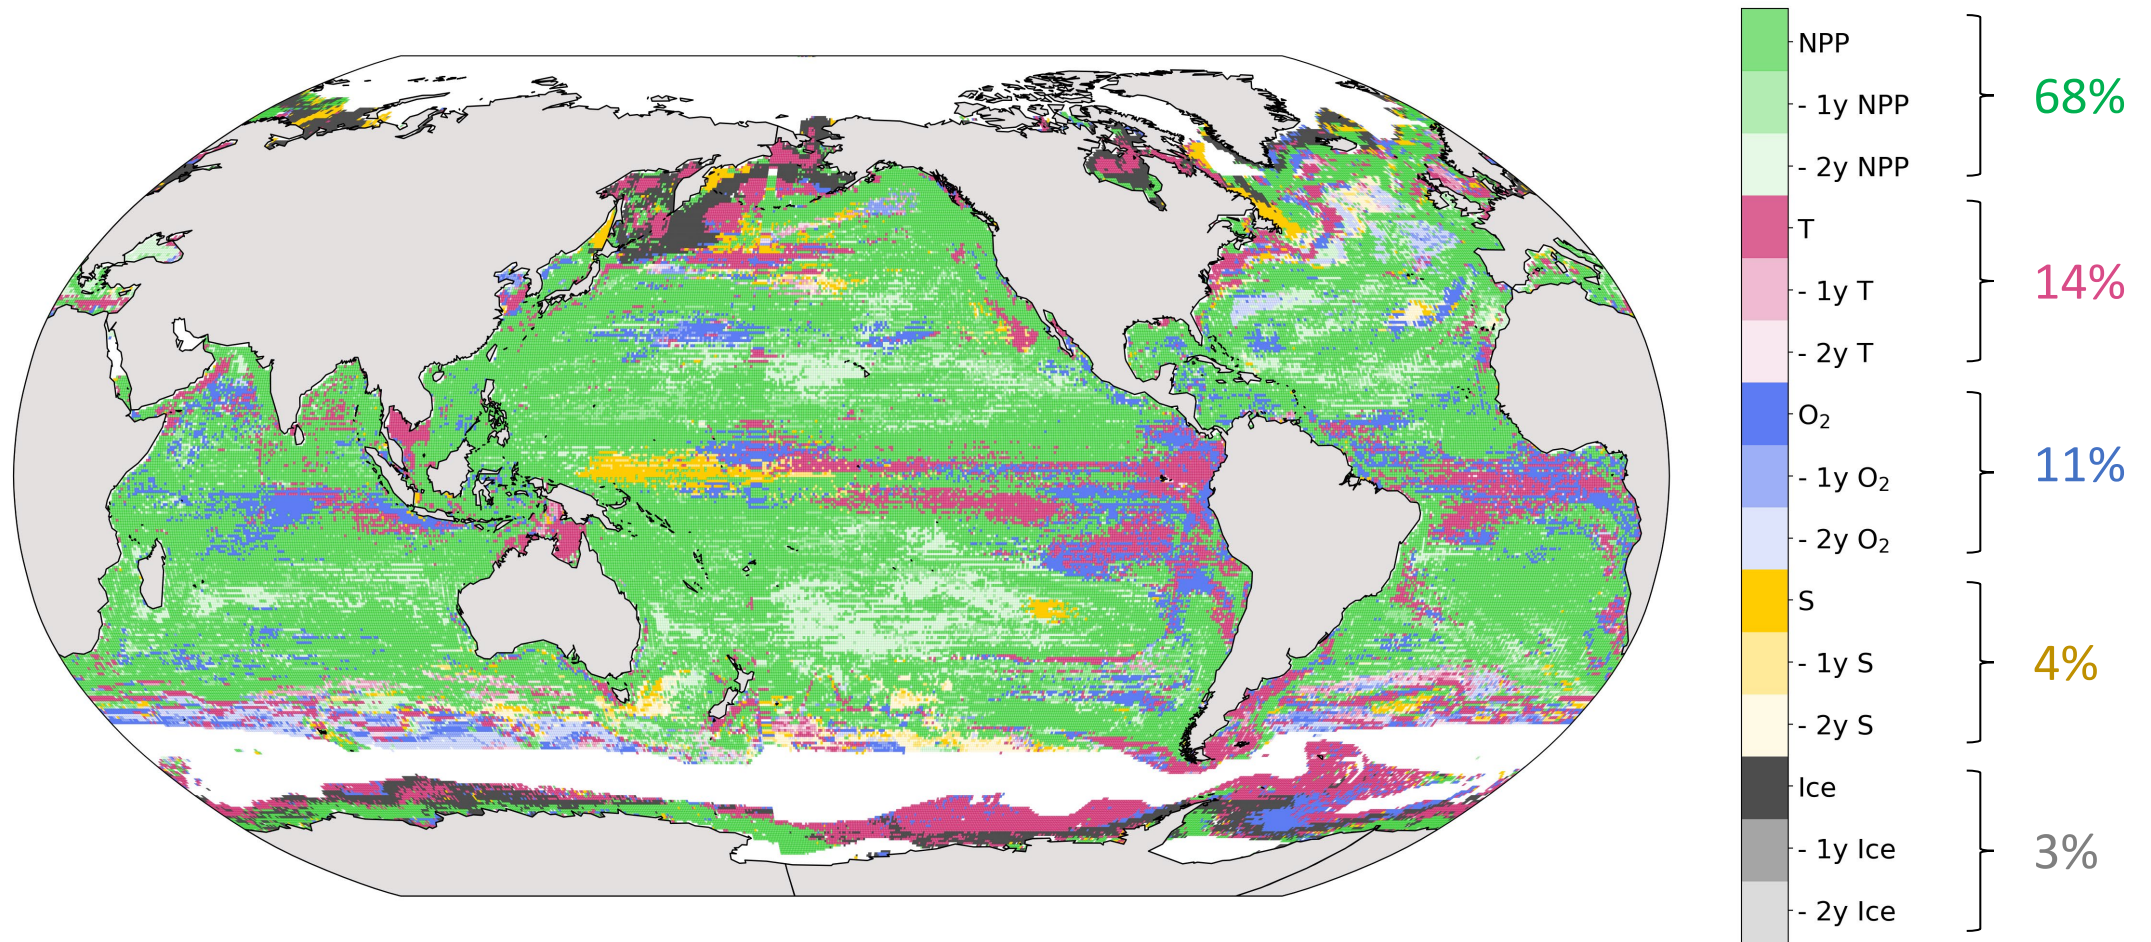 NPP
- 1y NPP
- 2y NPP
68%
T
- 1y T
- 2y T
14%
O₂
- 1y O₂
- 2y O₂
11%
S
- 1y S
- 2y S
4%
Ice
- 1y Ice
- 2y Ice
3%